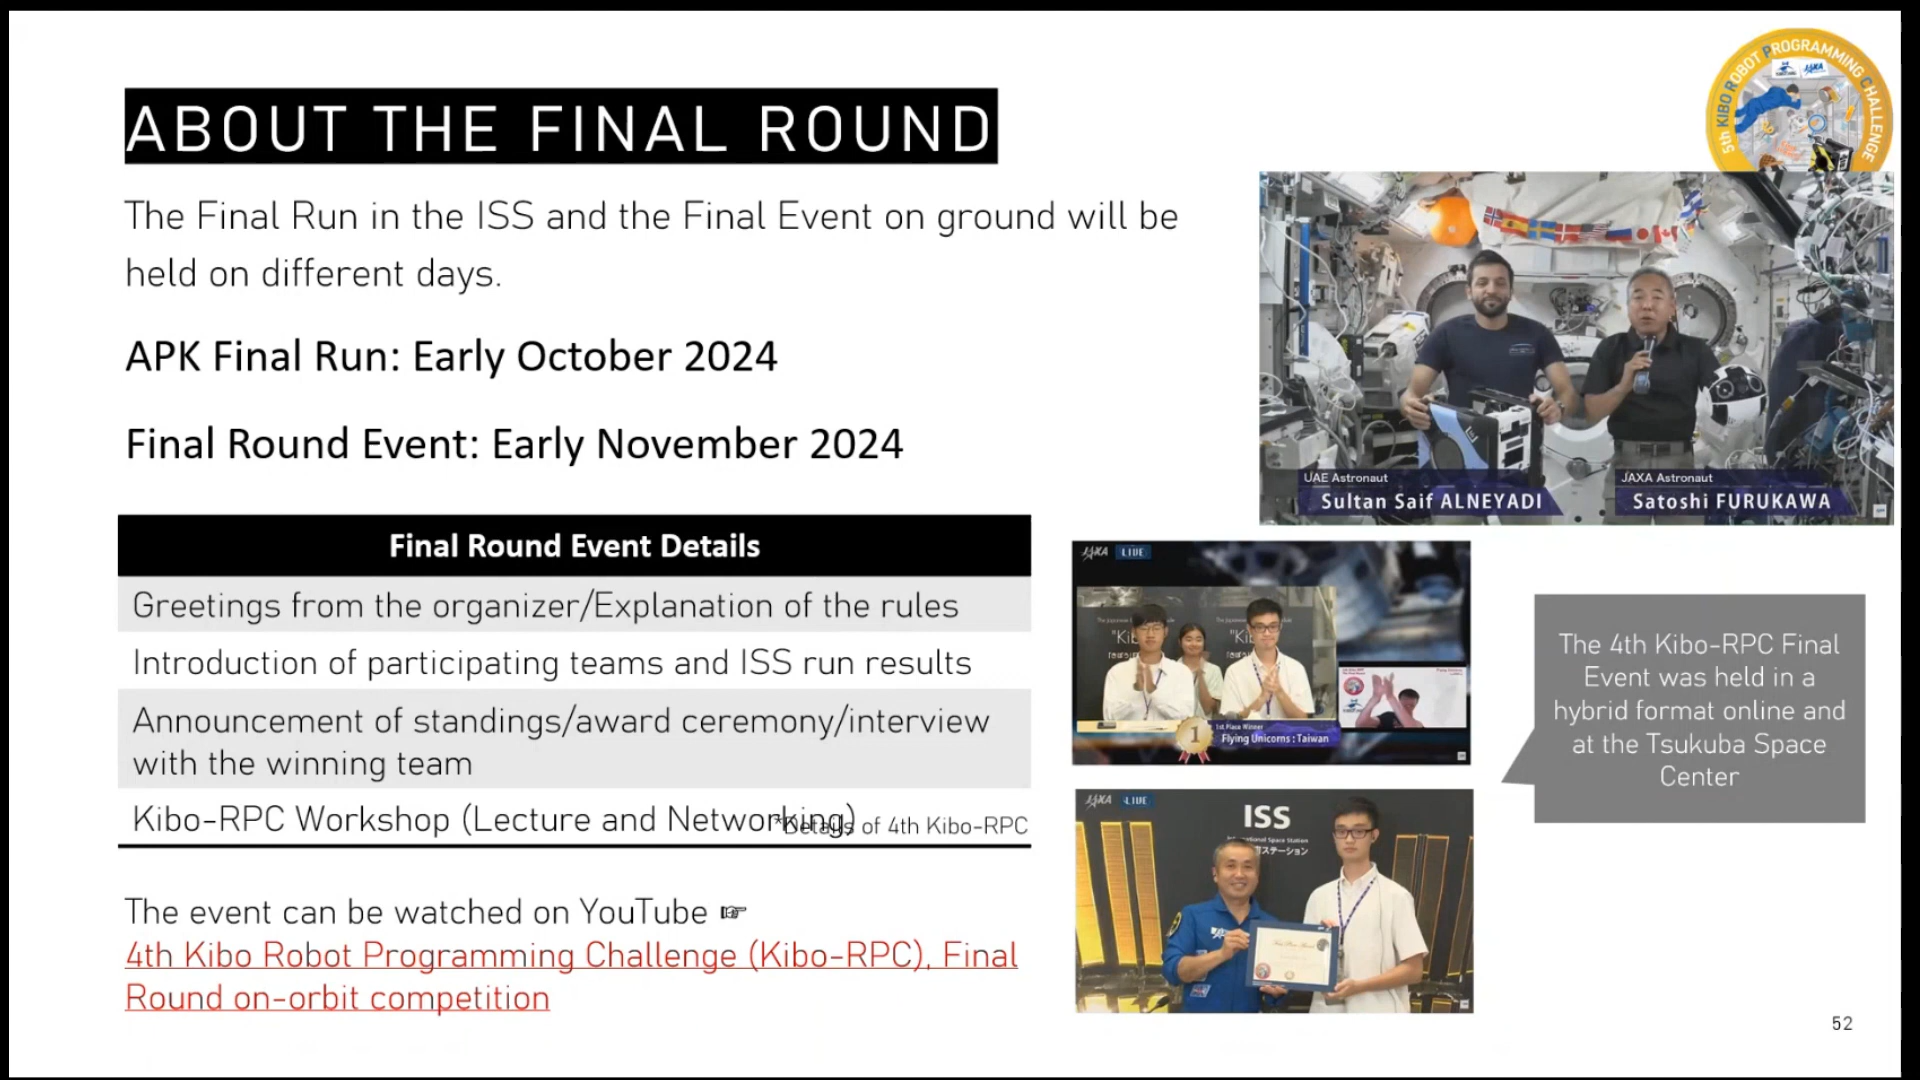 ABOUT THE FINAL ROUND
5th KIBO ROBOT PROGRAMMING CHALLENGE
The Final Run in the ISS and the Final Event on ground will be
held on different days.
APK Final Run: Early October 2024
Final Round Event: Early November 2024
UAE Astronaut
Sultan Saif ALNEYADI
JAXA Astronaut
Satoshi FURUKAWA
Final Round Event Details
Greetings from the organizer/Explanation of the rules
Introduction of participating teams and ISS run results
Announcement of standings/award ceremony/interview
with the winning team
Kibo-RPC Workshop (Lecture and Networking)
*Details of 4th Kibo-RPC
The event can be watched on YouTube ☞
4th Kibo Robot Programming Challenge (Kibo-RPC), Final
Round on-orbit competition
JAXA LIVE
1
1st Place Winner
Flying Unicorns : Taiwan
JAXA LIVE
ISS
International Space Station
The 4th Kibo-RPC Final
Event was held in a
hybrid format online and
at the Tsukuba Space
Center
52